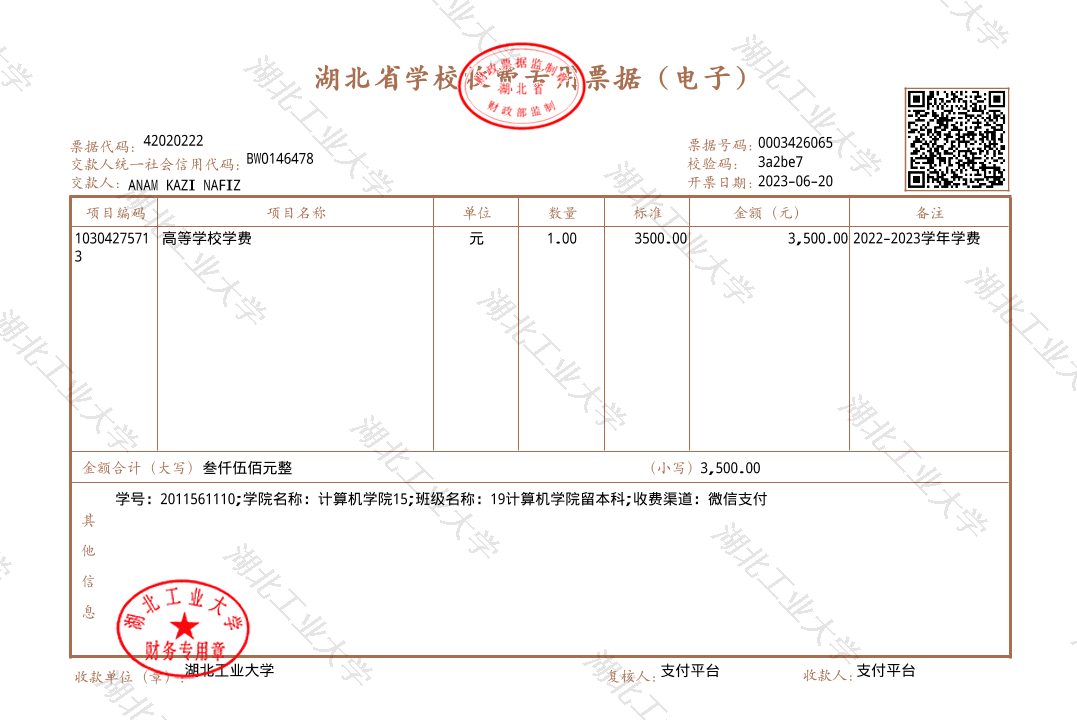 湖北省学校收费专用票据（电子）
财政票据监制章
湖北省
财政部监制
票据代码：42020222
票据号码：0003426065
交款人统一社会信用代码：BW0146478
校验码：3a2be7
交款人：ANAM KAZI NAFIZ
开票日期：2023-06-20
项目编码 项目名称 单位 数量 标准 金额（元） 备注
1030427571 高等学校学费 元 1.00 3500.00 3,500.00 2022-2023学年学费
3
金额合计（大写）叁仟伍佰元整 （小写）3,500.00
学号：2011561110;学院名称：计算机学院15;班级名称：19计算机学院留本科;收费渠道：微信支付
其他信息
湖北工业大学
财务专用章
收款单位（章）：湖北工业大学 复核人：支付平台 收款人：支付平台
湖北工业大学